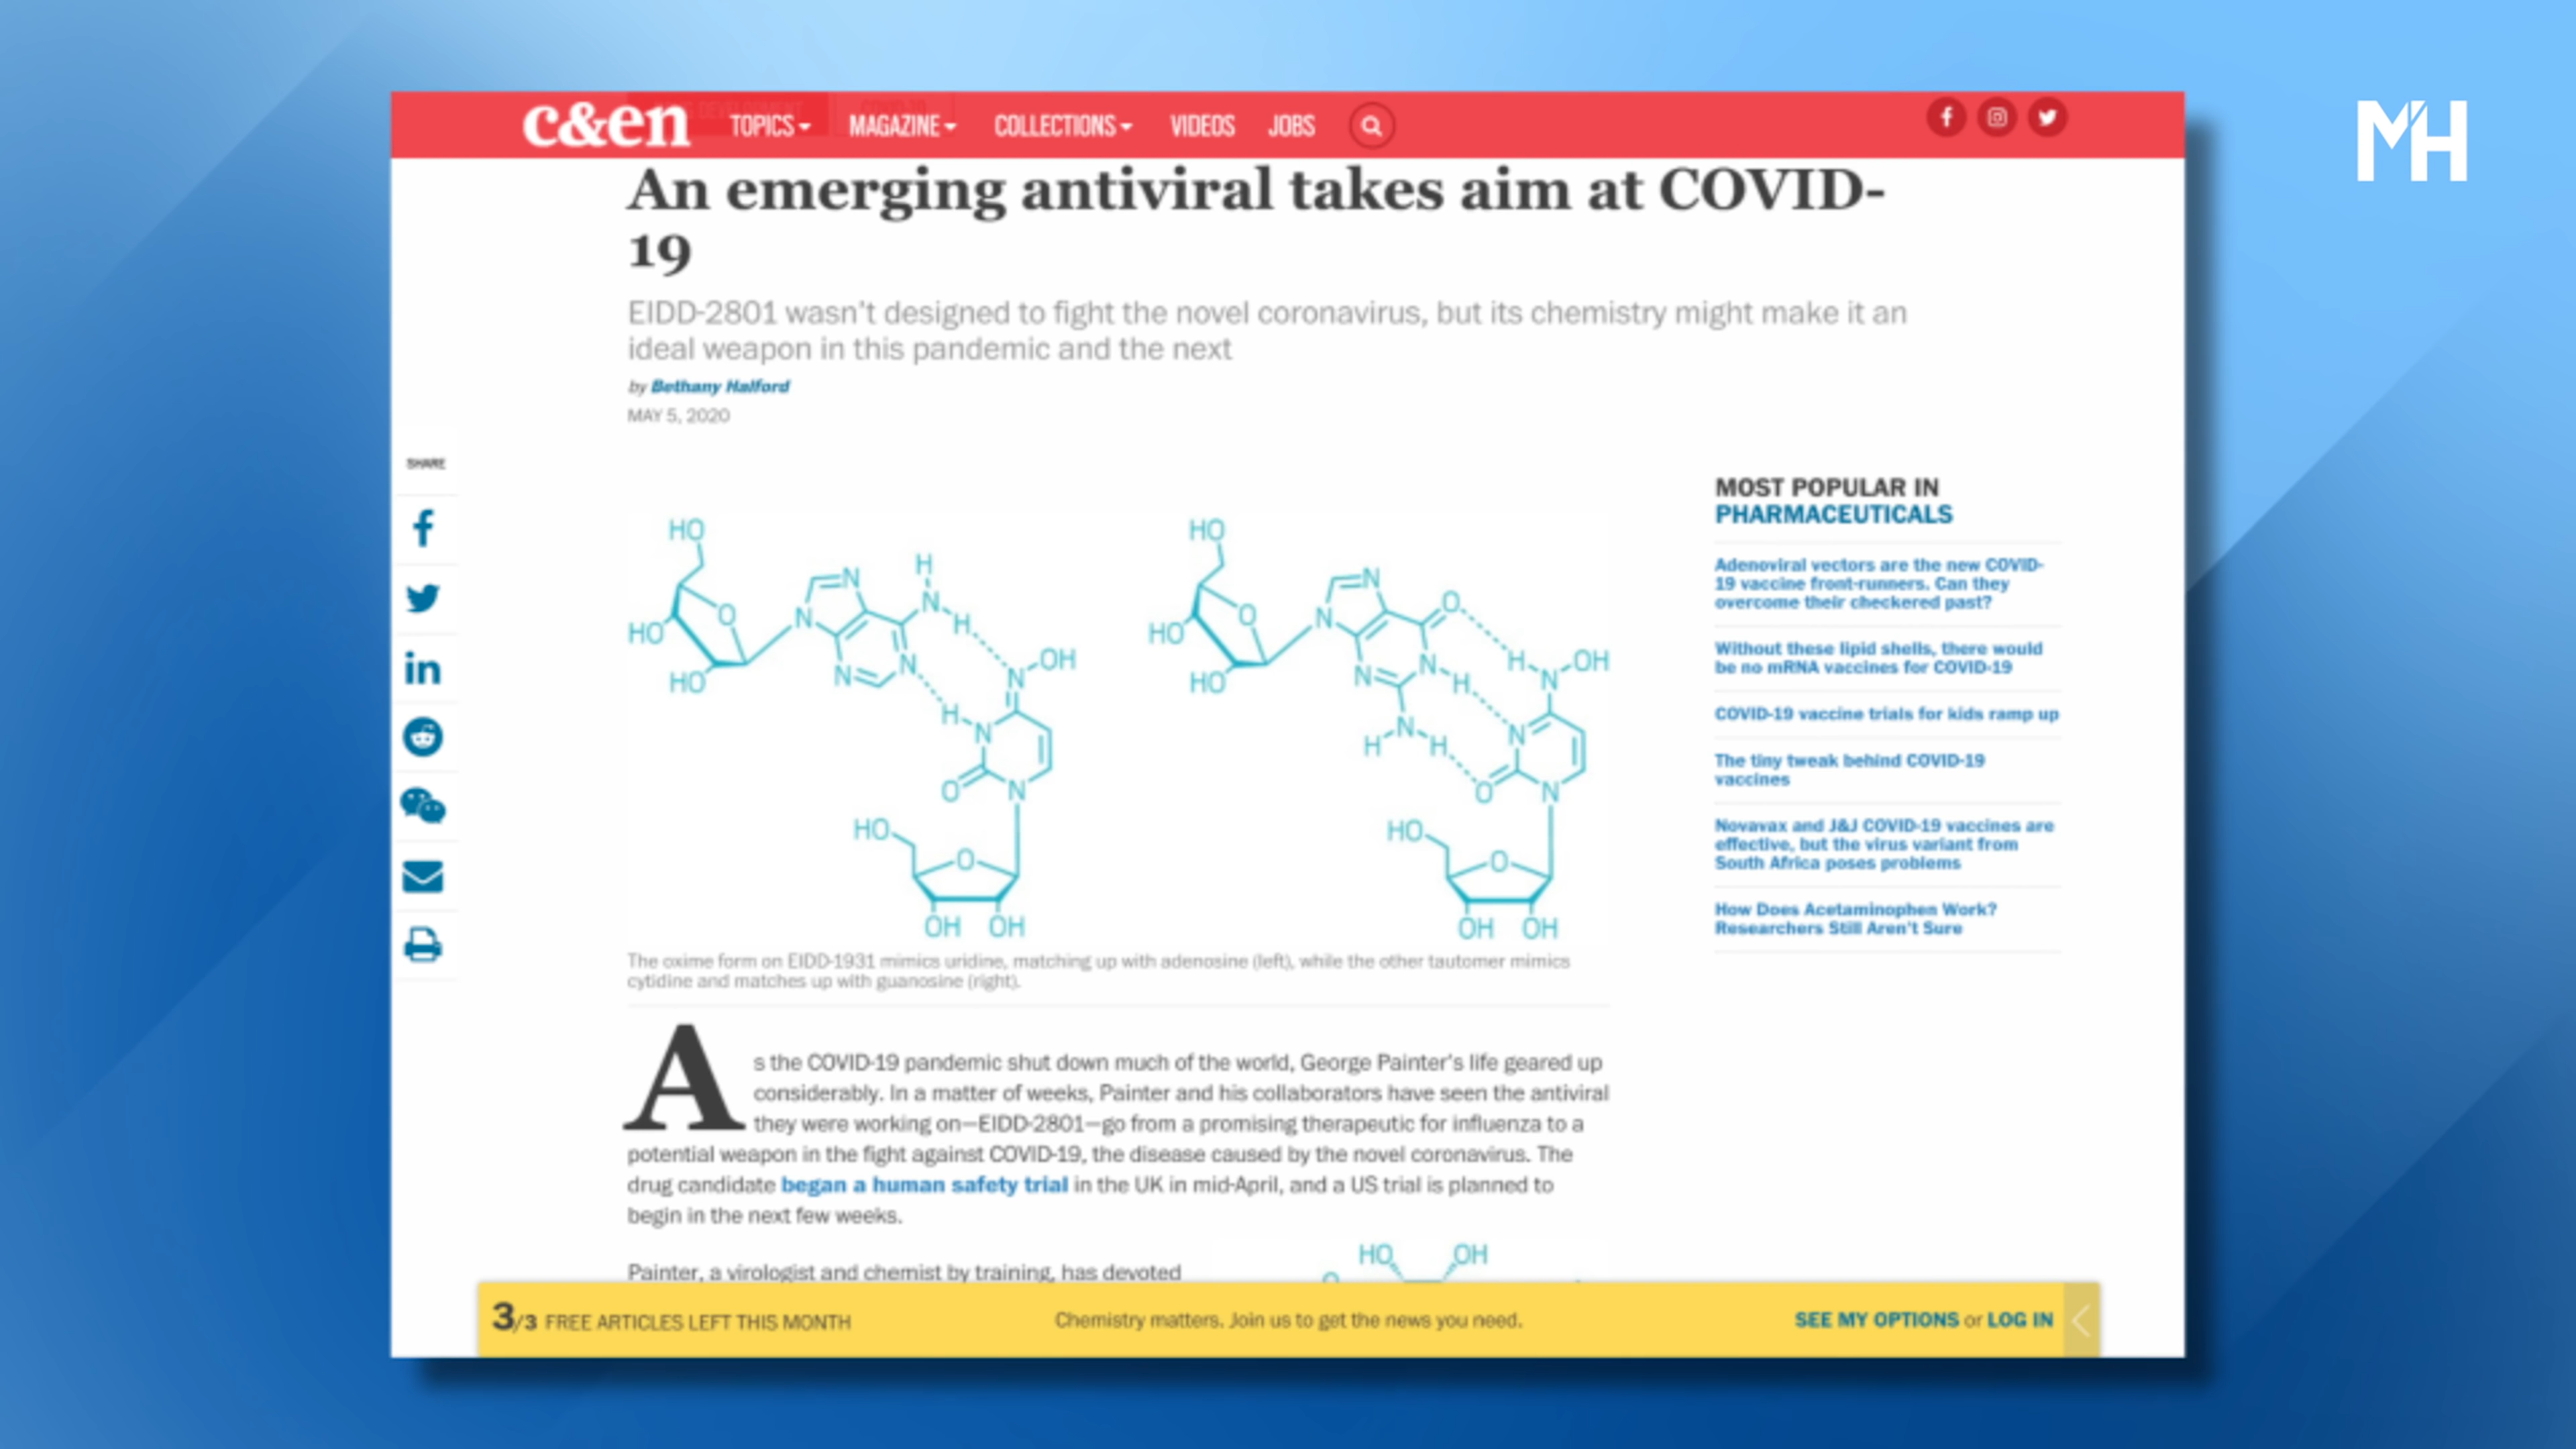 c&en
TOPICS
MAGAZINE
COLLECTIONS
VIDEOS
JOBS
MH
An emerging antiviral takes aim at COVID-
19
EIDD-2801 wasn't designed to fight the novel coronavirus, but its chemistry might make it an
ideal weapon in this pandemic and the next
by Bethany Halford
MAY 5, 2020
SHARE
HO
O
HO
HO
N
N
N
N
H
N
H
N
OH
H
N
O
N
HO
O
OH
OH
HO
O
HO
HO
N
N
N
O
N
H
N
H
H
H
N
OH
N
O
N
HO
O
OH
OH
The oxime form on EIDD-1931 mimics uridine, matching up with adenosine (left), while the other tautomer mimics
cytidine and matches up with guanosine (right).
MOST POPULAR IN
PHARMACEUTICALS
Adenoviral vectors are the new COVID-
19 vaccine front-runners. Can they
overcome their checkered past?
Without these lipid shells, there would
be no mRNA vaccines for COVID-19
COVID-19 vaccine trials for kids ramp up
The tiny tweak behind COVID-19
vaccines
Novavax and J&J COVID-19 vaccines are
effective, but the virus variant from
South Africa poses problems
How Does Acetaminophen Work?
Researchers Still Aren't Sure
As the COVID-19 pandemic shut down much of the world, George Painter's life geared up
considerably. In a matter of weeks, Painter and his collaborators have seen the antiviral
they were working on—EIDD-2801—go from a promising therapeutic for influenza to a
potential weapon in the fight against COVID-19, the disease caused by the novel coronavirus. The
drug candidate began a human safety trial in the UK in mid-April, and a US trial is planned to
begin in the next few weeks.
Painter, a virologist and chemist by training, has devoted
HO
OH
3/3 FREE ARTICLES LEFT THIS MONTH
Chemistry matters. Join us to get the news you need.
SEE MY OPTIONS or LOG IN